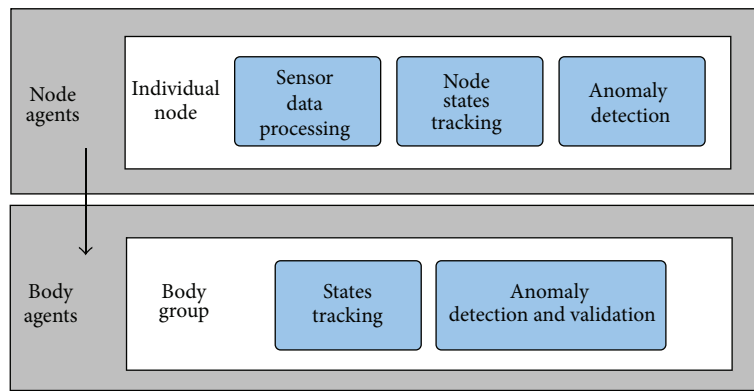 Node
agents
Individual
node
Sensor
data
processing
Node
states
tracking
Anomaly
detection
Body
agents
Body
group
States
tracking
Anomaly
detection and validation